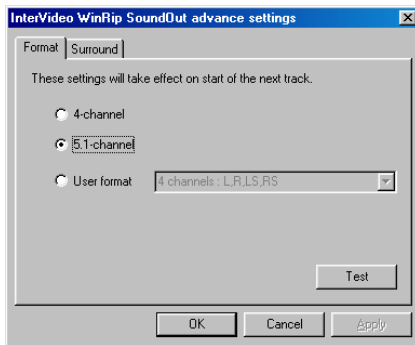 InterVideo WinRip SoundOut advance settings
Format Surround
These settings will take effect on start of the next track.
4-channel
5.1-channel
User format 4 channels : L,R,LS,RS
Test
OK Cancel Apply